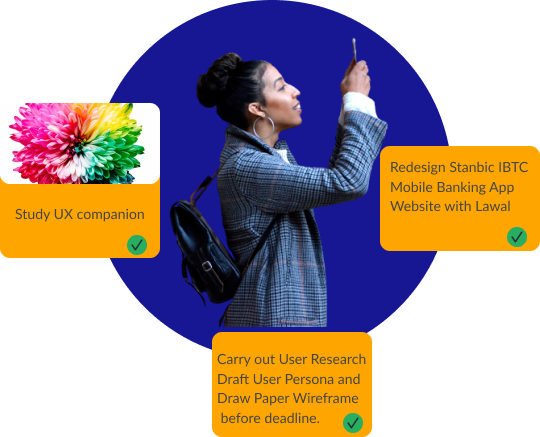 Study UX companion
Redesign Stanbic IBTC
Mobile Banking App
Website with Lawal
Carry out User Research
Draft User Persona and
Draw Paper Wireframe
before deadline.